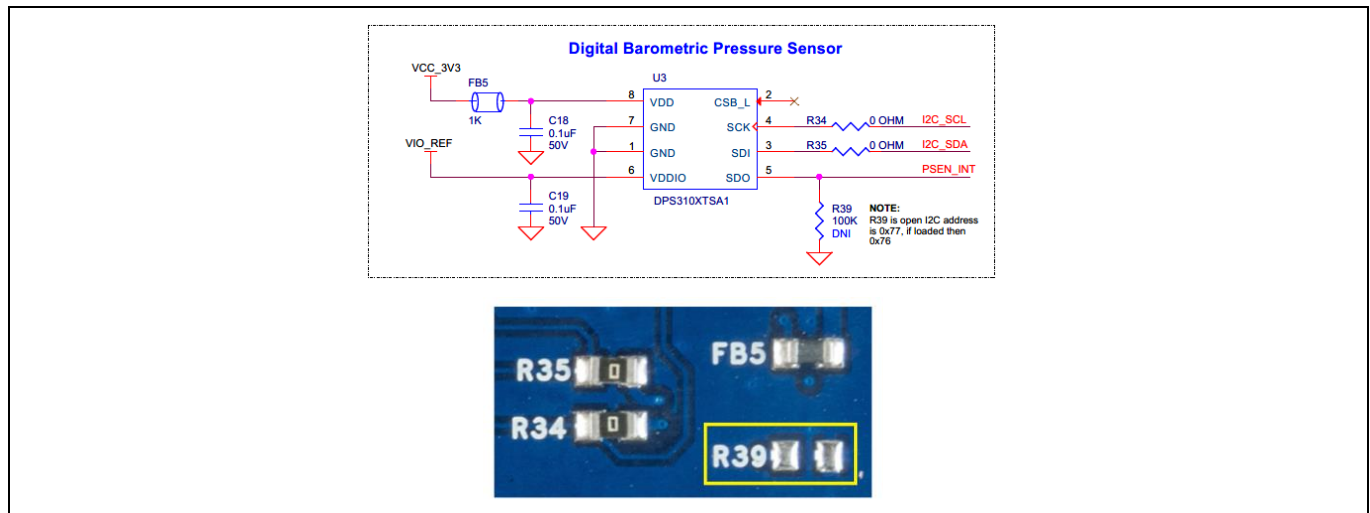 Digital Barometric Pressure Sensor
VCC_3V3
FB5
1K
C18
0.1uF
50V
VIO_REF
C19
0.1uF
50V
U3
8 VDD CSB_L 2
7 GND SCK 4 R34 0 OHM I2C_SCL
1 GND SDI 3 R35 0 OHM I2C_SDA
6 VDDIO SDO 5 PSEN_INT
DPS310XTSA1
R39
100K
DNI
NOTE:
R39 is open I2C address
is 0x77, if loaded then
0x76
R35 0
FB5
R34 0
R39